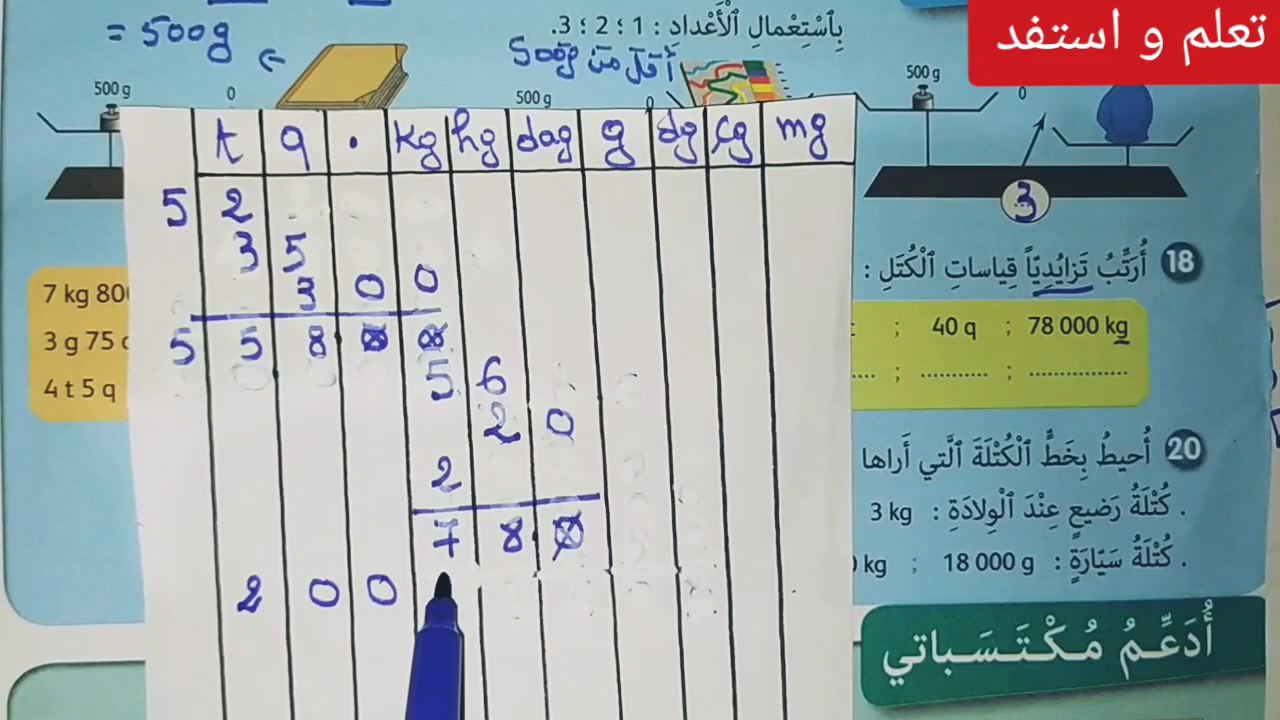 تعلم و استفد
= 500g
بِاسْتِعْمالِ ٱلْأَعْداد : 1 ؛ 2 ؛ 3.
أقل من 500g
500 g 0
500 g 0
500 g 0
t q . kg hg dag g dg cg mg
5 2
3 5
3 0 0
5 5 8 0 0
5 6
2 0
2
7 8 0
2 0 0
3
18 أُرَتِّبُ تَزايُدِيّاً قِياساتِ ٱلْكُتَلِ :
; 40 q ; 78 000 kg
.... ; ........... ; ................
7 kg 80
3 g 75
4 t 5 q
20 أُحيطُ بِخَطٍّ ٱلْكُتْلَةَ ٱلَّتي أَراها
. كُتْلَةُ رَضيعٍ عِنْدَ ٱلْوِلادَةِ : 3 kg
. كُتْلَةُ سَيّارَةٍ : 18 000 g ; kg
أُدَعِّمُ مُكْتَسَباتي